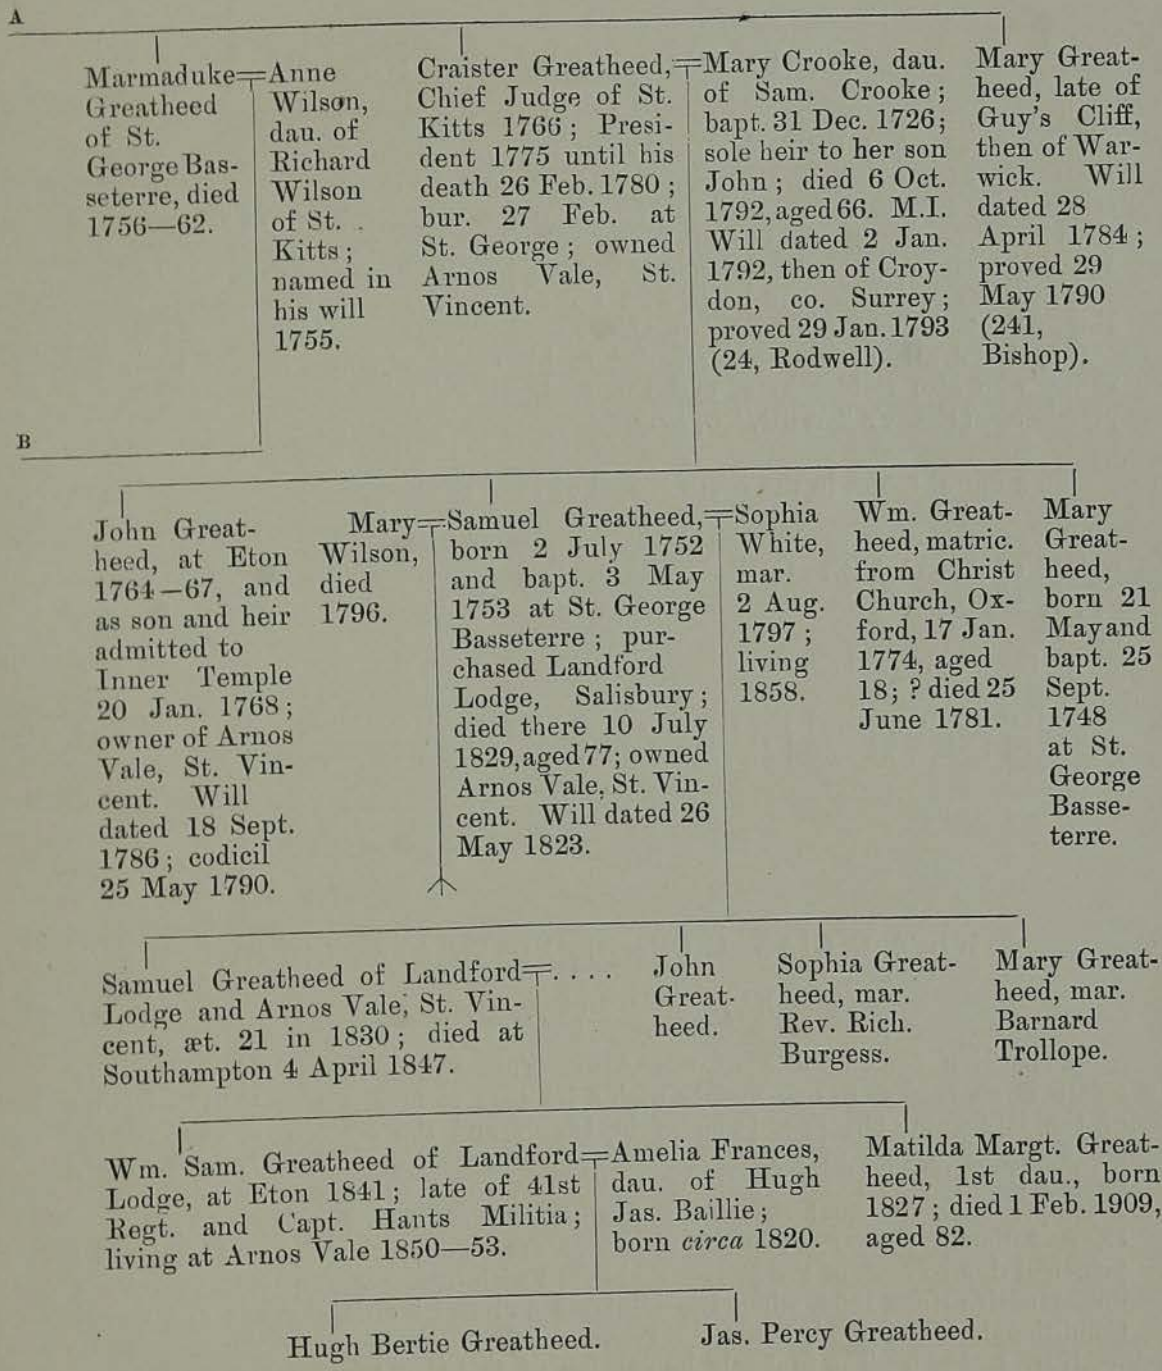 A
Marmaduke=Anne
Greatheed
of St.
George Bas-
seterre, died
1756—62.
Wilson,
dau. of
Richard
Wilson
of St.
Kitts;
named in
his will
1755.
Craister Greatheed,=Mary Crooke, dau.
Chief Judge of St.
Kitts 1766; Presi-
dent 1775 until his
death 26 Feb. 1780;
bur. 27 Feb. at
St. George; owned
Arnos Vale, St.
Vincent.
of Sam. Crooke;
bapt. 31 Dec. 1726;
sole heir to her son
John; died 6 Oct.
1792, aged 66. M.I.
Will dated 2 Jan.
1792, then of Croy-
don, co. Surrey;
proved 29 Jan. 1793
(24, Rodwell).
Mary Great-
heed, late of
Guy's Cliff,
then of War-
wick. Will
dated 28
April 1784;
proved 29
May 1790
(241,
Bishop).
B
John Great-
heed, at Eton
1764—67, and
as son and heir
admitted to
Inner Temple
20 Jan. 1768;
owner of Arnos
Vale, St. Vin-
cent. Will
dated 18 Sept.
1786; codicil
25 May 1790.
Mary=Samuel Greatheed,=Sophia
Wilson,
died
1796.
born 2 July 1752
and bapt. 3 May
1753 at St. George
Basseterre; pur-
chased Landford
Lodge, Salisbury;
died there 10 July
1829, aged 77; owned
Arnos Vale, St. Vin-
cent. Will dated 26
May 1823.
White,
mar.
2 Aug.
1797;
living
1858.
Wm. Great-
heed, matric.
from Christ
Church, Ox-
ford, 17 Jan.
1774, aged
18; ? died 25
June 1781.
Mary
Great-
heed,
born 21
May and
bapt. 25
Sept.
1748
at St.
George
Basse-
terre.
Samuel Greatheed of Landford=. . . .
Lodge and Arnos Vale, St. Vin-
cent, æt. 21 in 1830; died at
Southampton 4 April 1847.
John
Great-
heed.
Sophia Great-
heed, mar.
Rev. Rich.
Burgess.
Mary Great-
heed, mar.
Barnard
Trollope.
Wm. Sam. Greatheed of Landford=Amelia Frances,
Lodge, at Eton 1841; late of 41st
Regt. and Capt. Hants Militia;
living at Arnos Vale 1850—53.
dau. of Hugh
Jas. Baillie;
born circa 1820.
Matilda Margt. Great-
heed, 1st dau., born
1827; died 1 Feb. 1909,
aged 82.
Hugh Bertie Greatheed.
Jas. Percy Greatheed.